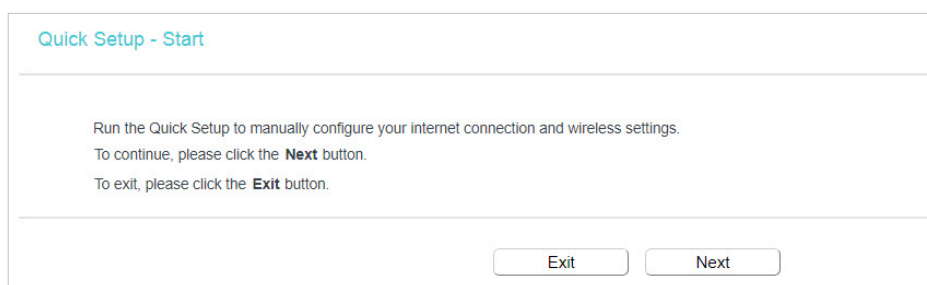 Quick Setup - Start
Run the Quick Setup to manually configure your internet connection and wireless settings.
To continue, please click the Next button.
To exit, please click the Exit button.
Exit
Next